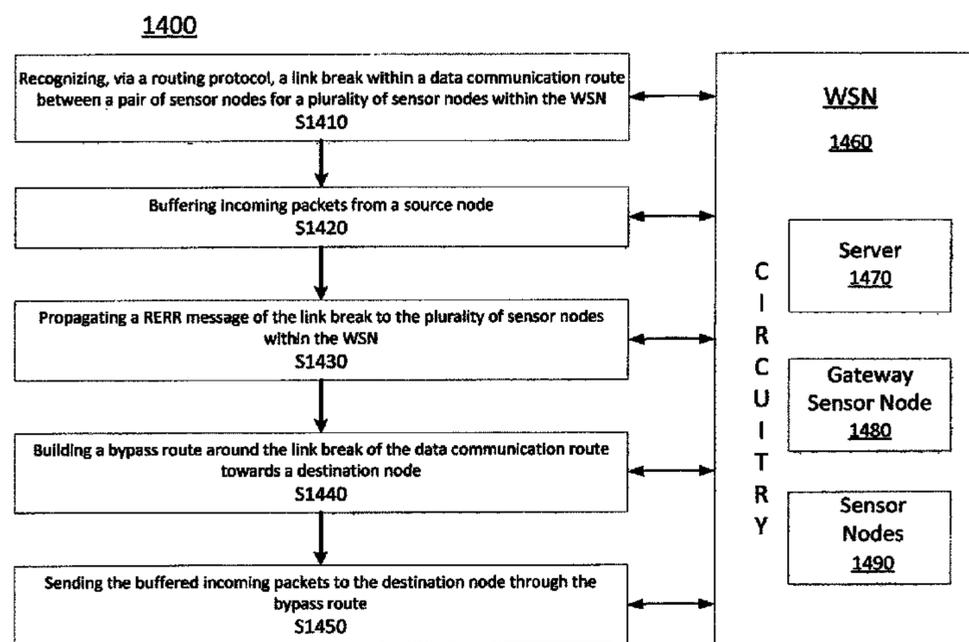 1400
Recognizing, via a routing protocol, a link break within a data communication route
between a pair of sensor nodes for a plurality of sensor nodes within the WSN
S1410
Buffering incoming packets from a source node
S1420
Propagating a RERR message of the link break to the plurality of sensor nodes
within the WSN
S1430
Building a bypass route around the link break of the data communication route
towards a destination node
S1440
Sending the buffered incoming packets to the destination node through the
bypass route
S1450
WSN
1460
CIRCUITRY
Server
1470
Gateway
Sensor Node
1480
Sensor
Nodes
1490